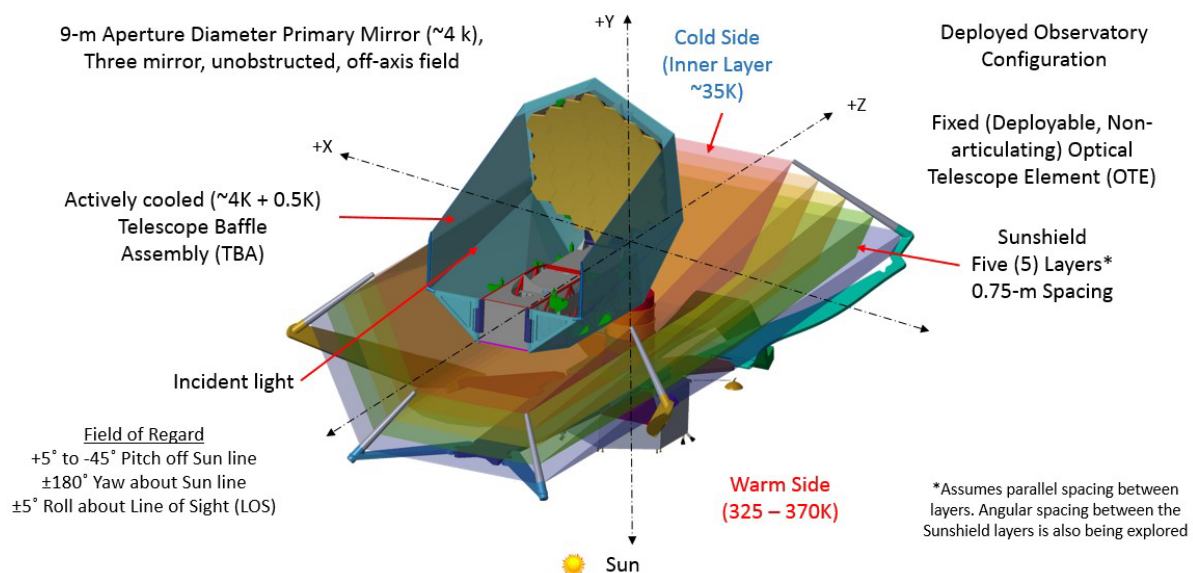 9-m Aperture Diameter Primary Mirror (~4 k),
Three mirror, unobstructed, off-axis field
+Y
Cold Side
(Inner Layer
~35K)
Deployed Observatory
Configuration
+Z
+X
Fixed (Deployable, Non-
articulating) Optical
Telescope Element (OTE)
Actively cooled (~4K + 0.5K)
Telescope Baffle
Assembly (TBA)
Sunshield
Five (5) Layers*
0.75-m Spacing
Incident light
Field of Regard
+5˚ to -45˚ Pitch off Sun line
±180˚ Yaw about Sun line
±5˚ Roll about Line of Sight (LOS)
Warm Side
(325 – 370K)
*Assumes parallel spacing between
layers. Angular spacing between the
Sunshield layers is also being explored
Sun